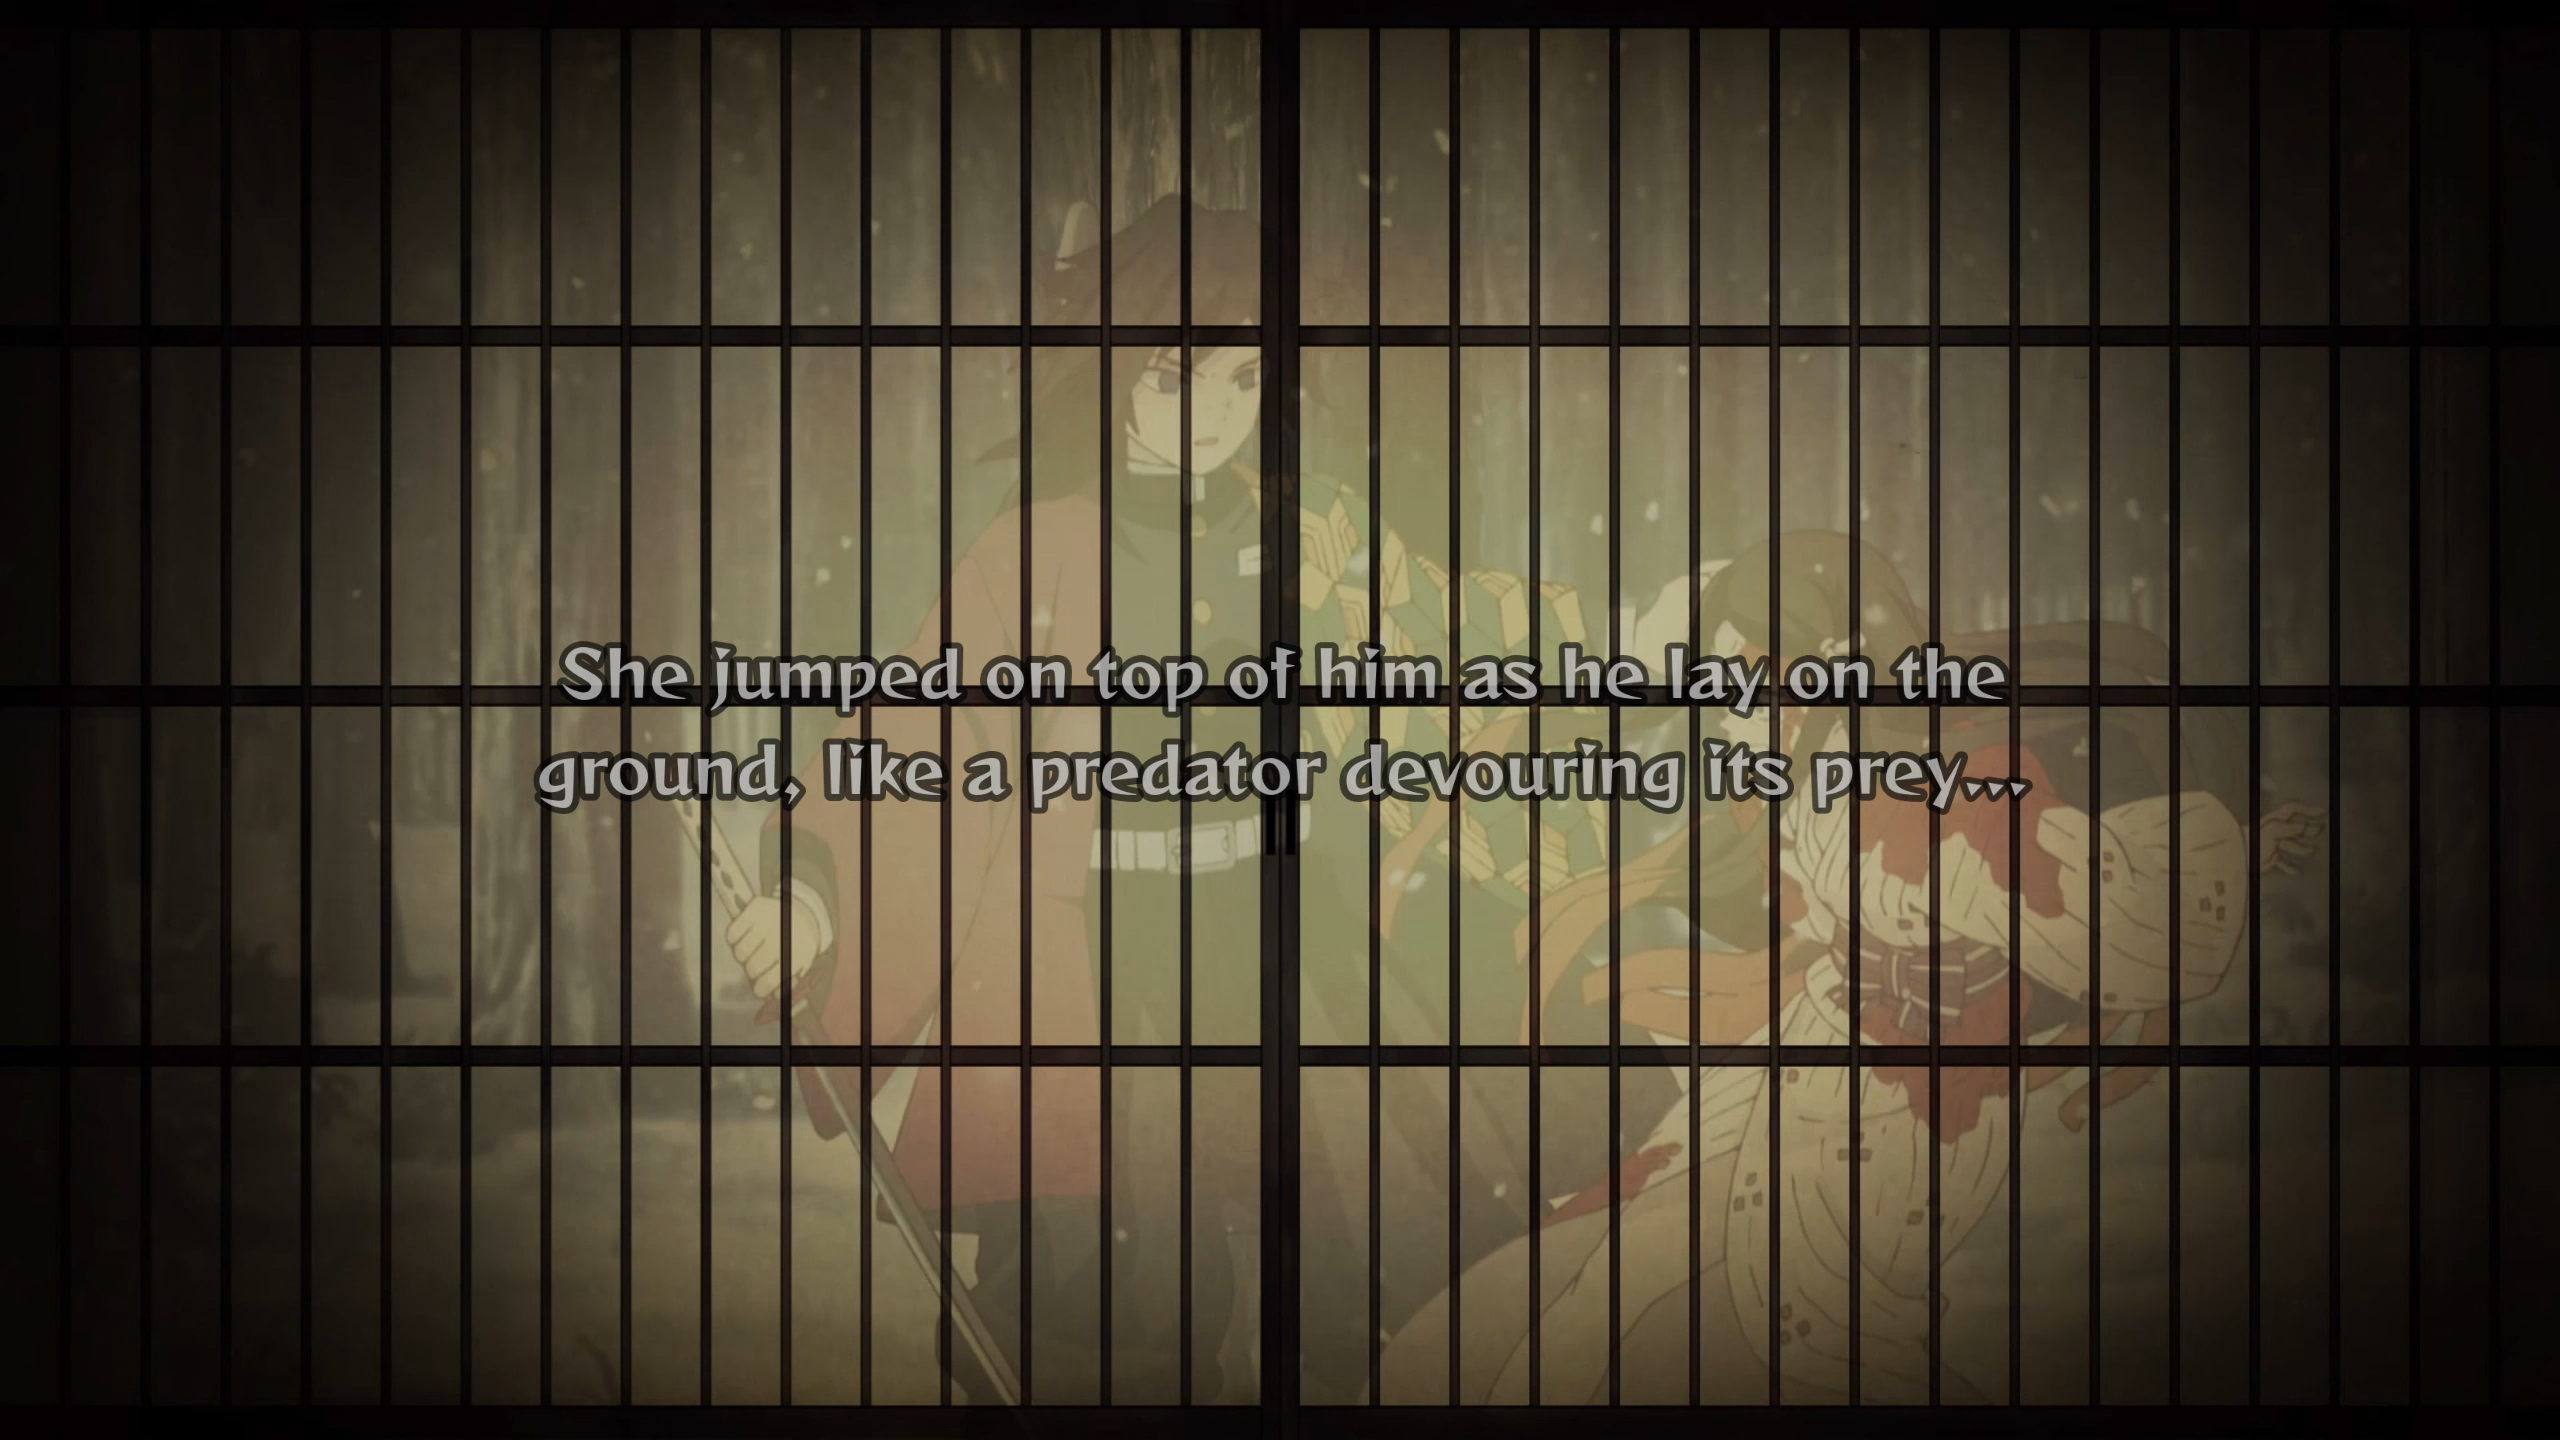 She jumped on top of him as he lay on the
ground, like a predator devouring its prey...